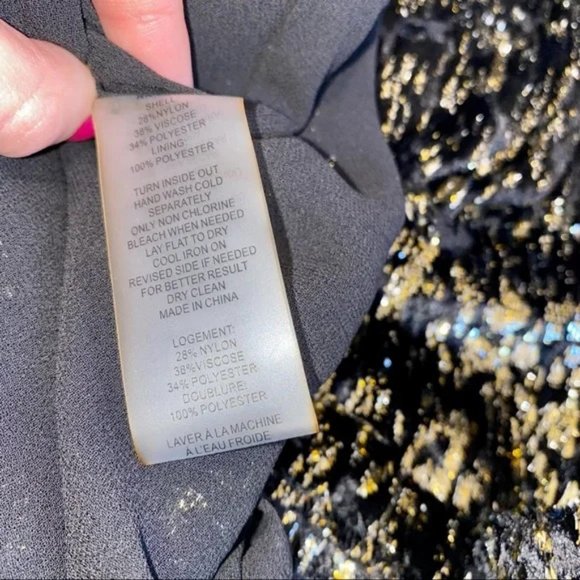 SHELL
28%NYLON
38% VISCOSE
34% POLYESTER
LINING:
100% POLYESTER
TURN INSIDE OUT
HAND WASH COLD
SEPARATELY
ONLY NON CHLORINE
BLEACH WHEN NEEDED
LAY FLAT TO DRY
COOL IRON ON
REVISED SIDE IF NEEDED
FOR BETTER RESULT
DRY CLEAN
MADE IN CHINA
LOGEMENT:
28% NYLON
38%VISCOSE
34% POLYESTER
DOUBLURE:
100% POLYESTER
LAVER À LA MACHINE
À L'EAU FROIDE